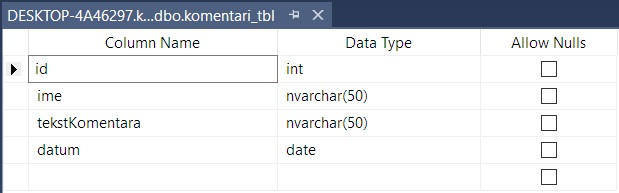 DESKTOP-4A46297.k...dbo.komentari_tbl
Column Name Data Type Allow Nulls
id int
ime nvarchar(50)
tekstKomentara nvarchar(50)
datum date